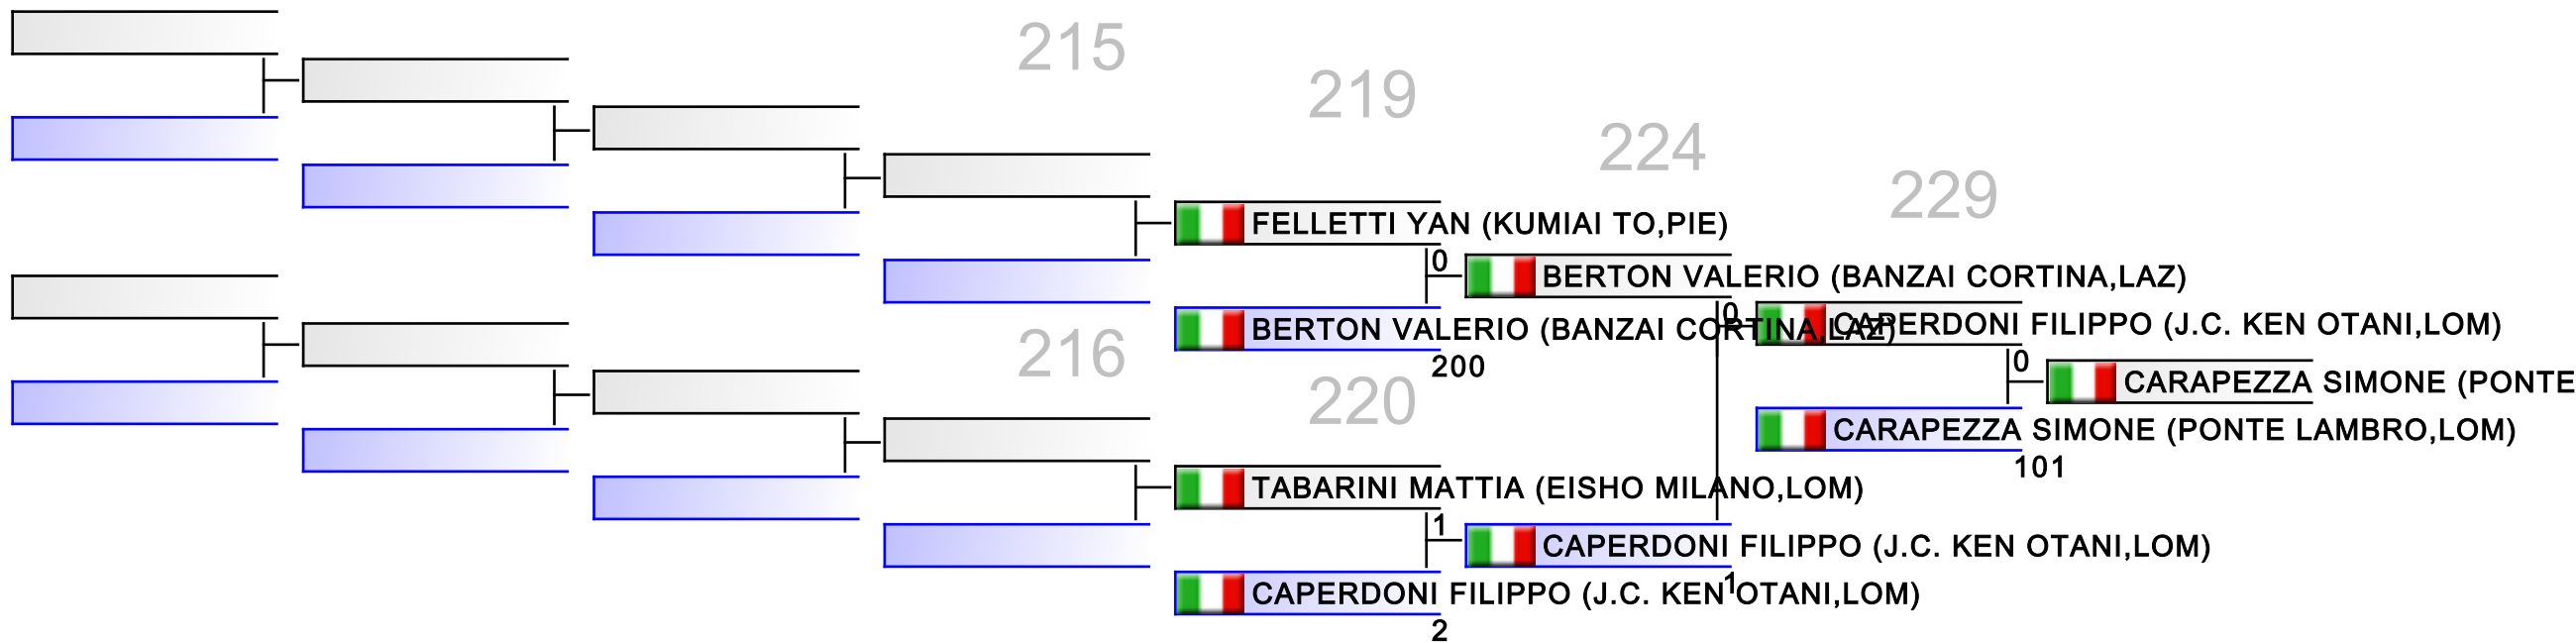 215
219
224
229
FELLETTI YAN (KUMIAI TO,PIE)
0
BERTON VALERIO (BANZAI CORTINA,LAZ)
0
CAPERDONI FILIPPO (J.C. KEN OTANI,LOM)
BERTON VALERIO (BANZAI CORTINA,LAZ)
216
200
0
CARAPEZZA SIMONE (PONTE
220
CARAPEZZA SIMONE (PONTE LAMBRO,LOM)
101
TABARINI MATTIA (EISHO MILANO,LOM)
1
CAPERDONI FILIPPO (J.C. KEN OTANI,LOM)
1
CAPERDONI FILIPPO (J.C. KEN OTANI,LOM)
2